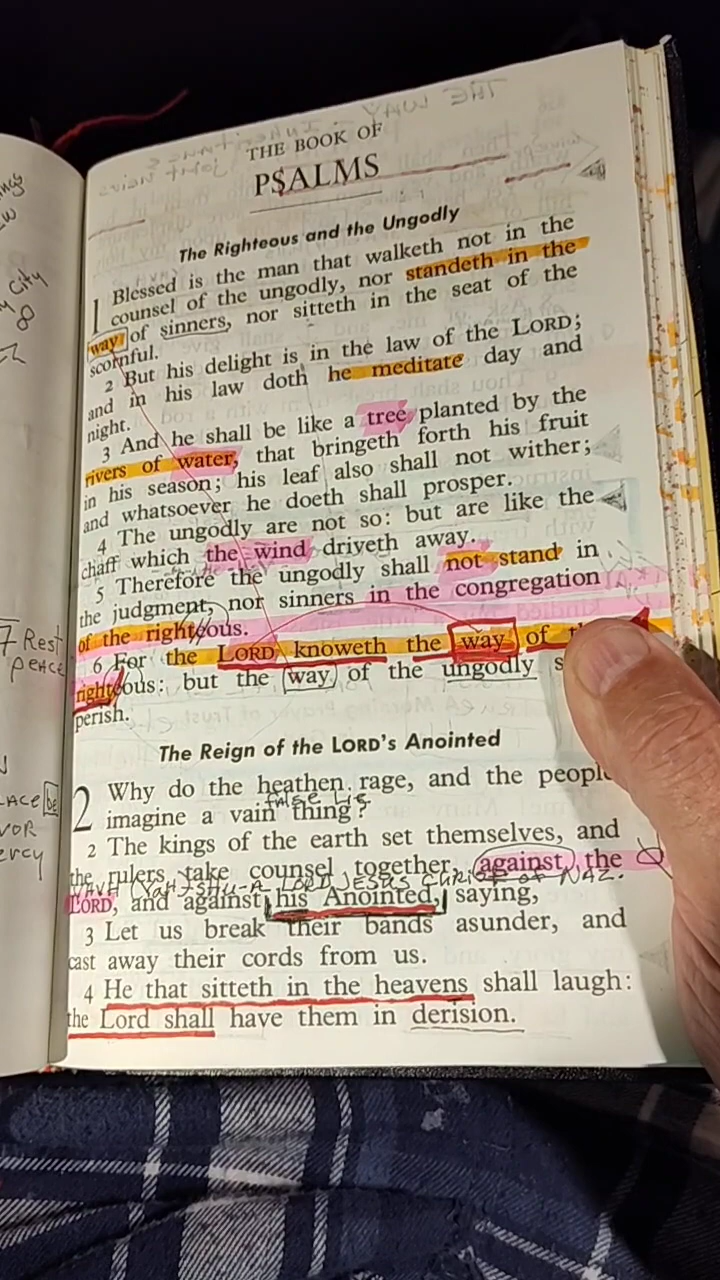 THE BOOK OF
PSALMS
The Righteous and the Ungodly
1 Blessed is the man that walketh not in the
counsel of the ungodly, nor standeth in the
way of sinners, nor sitteth in the seat of the
scornful.
2 But his delight is in the law of the LORD;
and in his law doth he meditate day and
night.
3 And he shall be like a tree planted by the
rivers of water, that bringeth forth his fruit
in his season; his leaf also shall not wither;
and whatsoever he doeth shall prosper.
4 The ungodly are not so: but are like the
chaff which the wind driveth away.
5 Therefore the ungodly shall not stand in
the judgment, nor sinners in the congregation
of the righteous.
6 For the LORD knoweth the way of
righteous: but the way of the ungodly
perish.
The Reign of the LORD's Anointed
2 Why do the heathen rage, and the people
imagine a vain thing?
false Lie
2 The kings of the earth set themselves, and
the rulers take counsel together, against the
LORD JESUS CHRIST OF NAZ.
LORD, and against his Anointed, saying,
3 Let us break their bands asunder, and
cast away their cords from us.
4 He that sitteth in the heavens shall laugh:
the Lord shall have them in derision.
City
Rest
PEACE
be